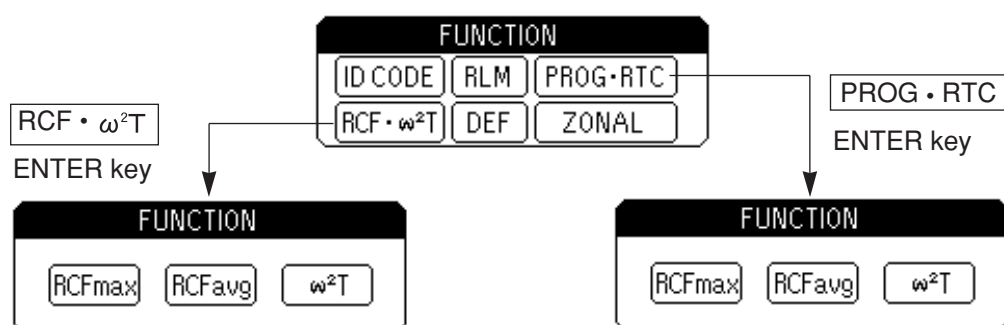 FUNCTION
ID CODE RLM PROG•RTC
RCF•ω²T DEF ZONAL
RCF • ω²T
ENTER key
PROG • RTC
ENTER key
FUNCTION
RCFmax RCFavg ω²T
FUNCTION
RCFmax RCFavg ω²T